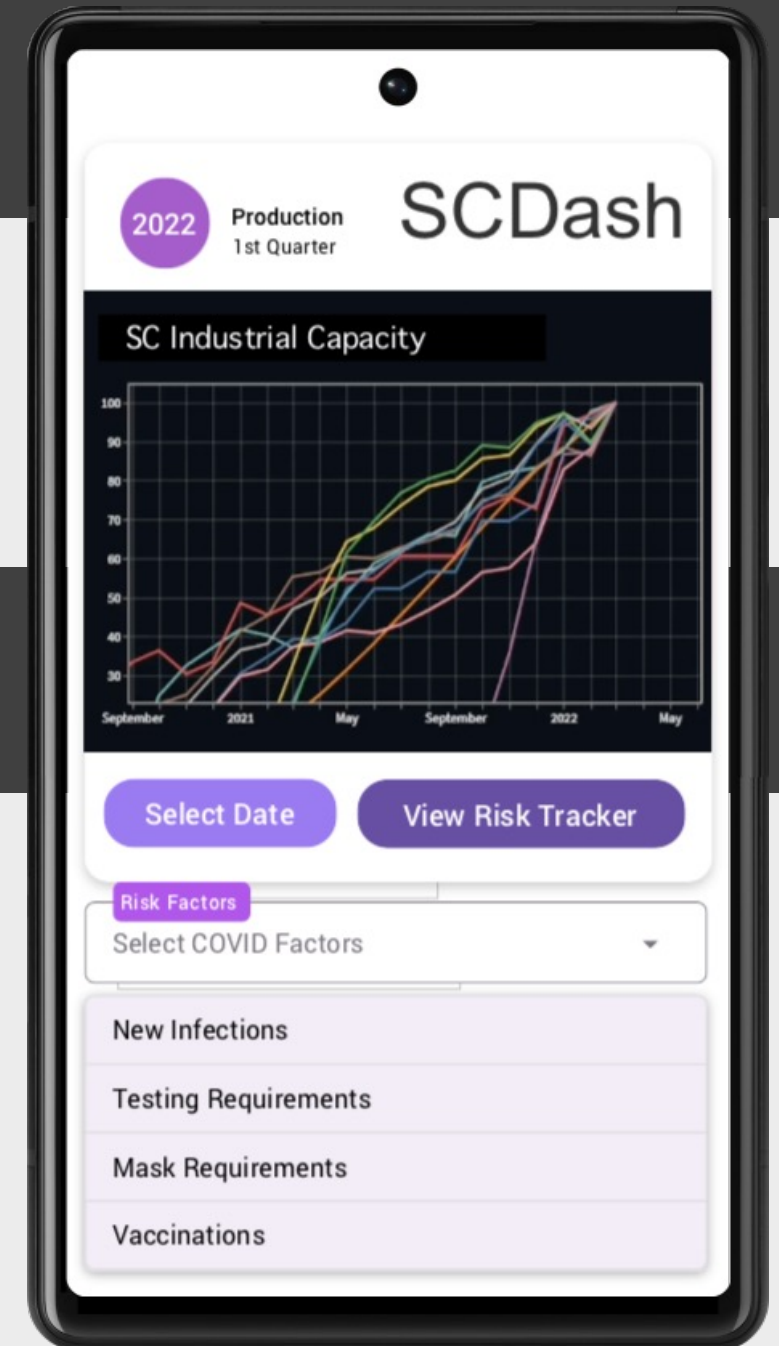 2022
Production
1st Quarter
SCDash
SC Industrial Capacity
100
90
80
70
60
50
40
30
September 2021 May September 2022 May
Select Date
View Risk Tracker
Risk Factors
Select COVID Factors
New Infections
Testing Requirements
Mask Requirements
Vaccinations